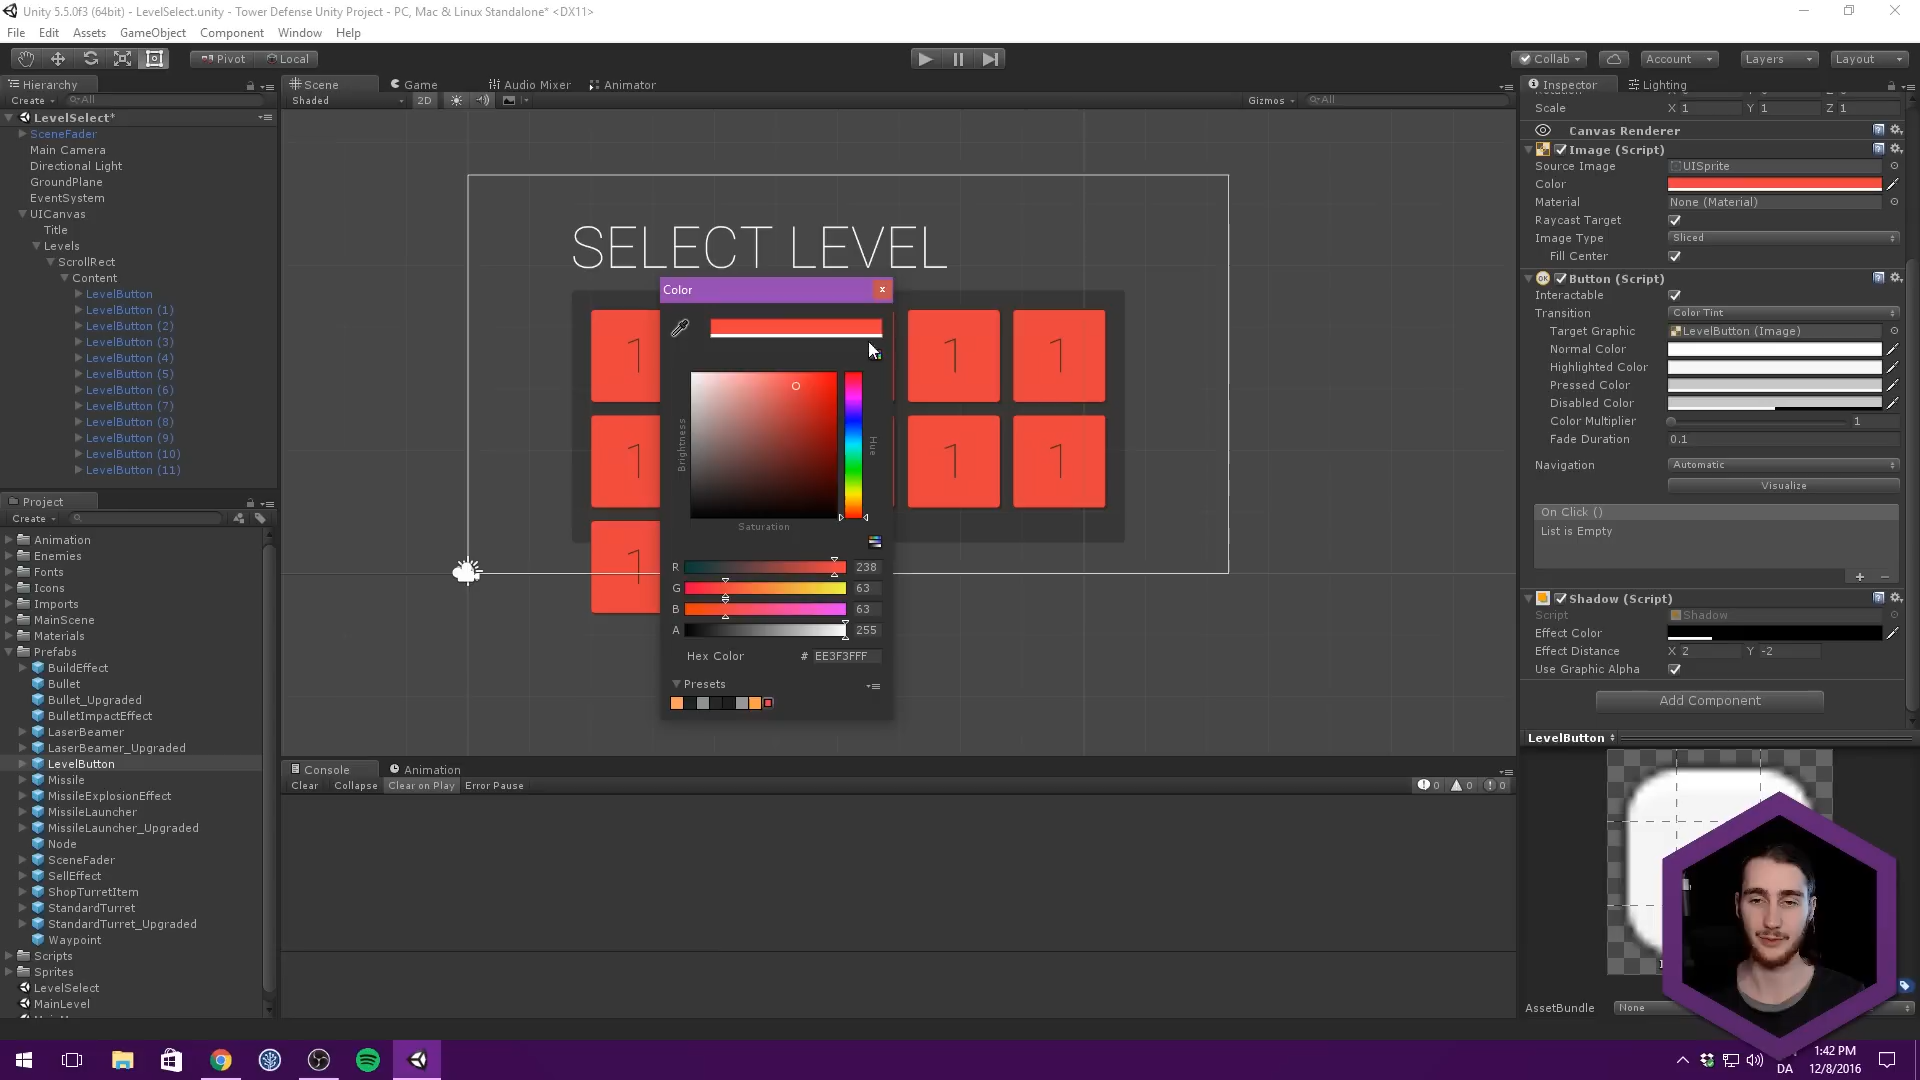 Unity 5.5.0f3 (64bit) - LevelSelect.unity - Tower Defense Unity Project - PC, Mac & Linux Standalone* <DX11>
File Edit Assets GameObject Component Window Help
Pivot Local Collab Account Layers Layout
Hierarchy
Create All
LevelSelect*
SceneFader
Main Camera
Directional Light
GroundPlane
EventSystem
UICanvas
Title
Levels
ScrollRect
Content
LevelButton
LevelButton (1)
LevelButton (2)
LevelButton (3)
LevelButton (4)
LevelButton (5)
LevelButton (6)
LevelButton (7)
LevelButton (8)
LevelButton (9)
LevelButton (10)
LevelButton (11)
Project
Create
Animation
Enemies
Fonts
Icons
Imports
MainScene
Materials
Prefabs
BuildEffect
Bullet
Bullet_Upgraded
BulletImpactEffect
LaserBeamer
LaserBeamer_Upgraded
LevelButton
Missile
MissileExplosionEffect
MissileLauncher
MissileLauncher_Upgraded
Node
SceneFader
SellEffect
ShopTurretItem
StandardTurret
StandardTurret_Upgraded
Waypoint
Scripts
Sprites
LevelSelect
MainLevel
Scene Game Audio Mixer Animator
Shaded 2D Gizmos All
SELECT LEVEL
1 1 1
1 1 1
1
Color
Brightness
Hue
Saturation
R 238
G 63
B 63
A 255
Hex Color # EE3F3FFF
Presets
Console Animation
Clear Collapse Clear on Play Error Pause 0 0 0
Inspector Lighting
Scale X 1 Y 1 Z 1
Canvas Renderer
Image (Script)
Source Image UISprite
Color
Material None (Material)
Raycast Target
Image Type Sliced
Fill Center
OK Button (Script)
Interactable
Transition Color Tint
Target Graphic LevelButton (Image)
Normal Color
Highlighted Color
Pressed Color
Disabled Color
Color Multiplier 1
Fade Duration 0.1
Navigation Automatic
Visualize
On Click ()
List is Empty
Shadow (Script)
Script Shadow
Effect Color
Effect Distance X 2 Y -2
Use Graphic Alpha
Add Component
LevelButton
AssetBundle None
1:42 PM
DA 12/8/2016